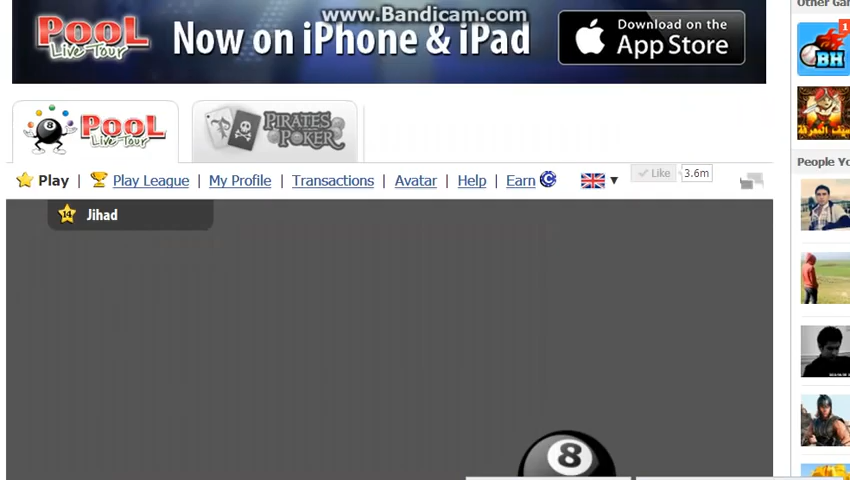 www.Bandicam.com
POOL
Live Tour
Now on iPhone & iPad
Download on the
App Store
Other Ga
1
BH
POOL
Live Tour
PIRATES
POKER
Play | Play League | My Profile | Transactions | Avatar | Help | Earn
Like 3.6m
People Yo
14 Jihad
8